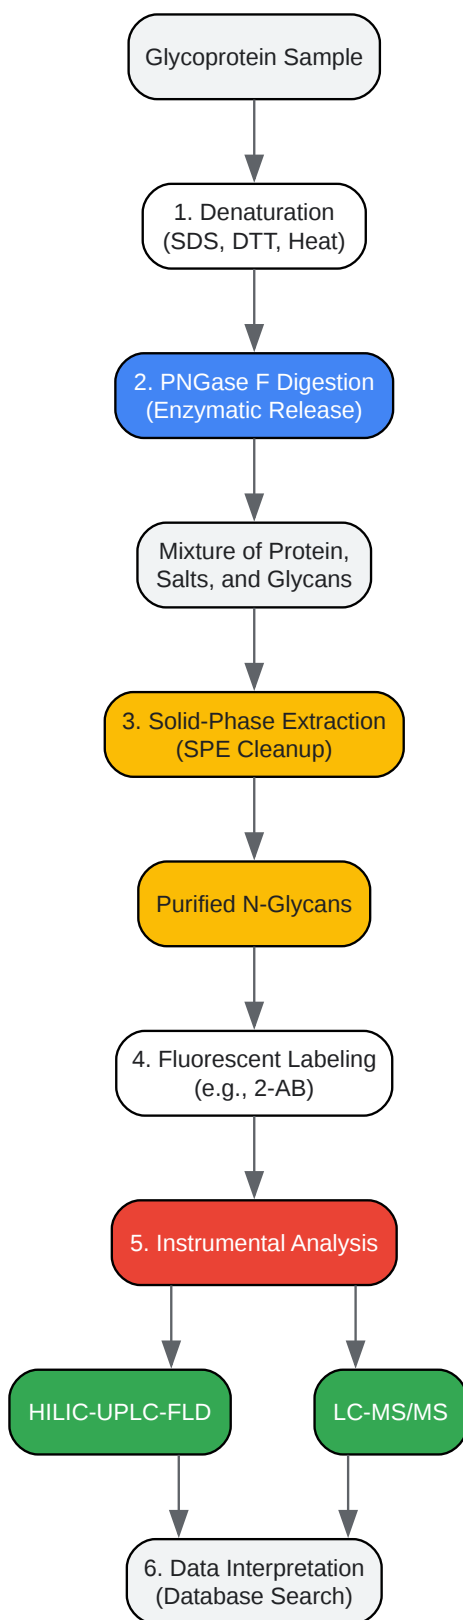 Glycoprotein Sample
1. Denaturation
(SDS, DTT, Heat)
2. PNGase F Digestion
(Enzymatic Release)
Mixture of Protein,
Salts, and Glycans
3. Solid-Phase Extraction
(SPE Cleanup)
Purified N-Glycans
4. Fluorescent Labeling
(e.g., 2-AB)
5. Instrumental Analysis
HILIC-UPLC-FLD
LC-MS/MS
6. Data Interpretation
(Database Search)